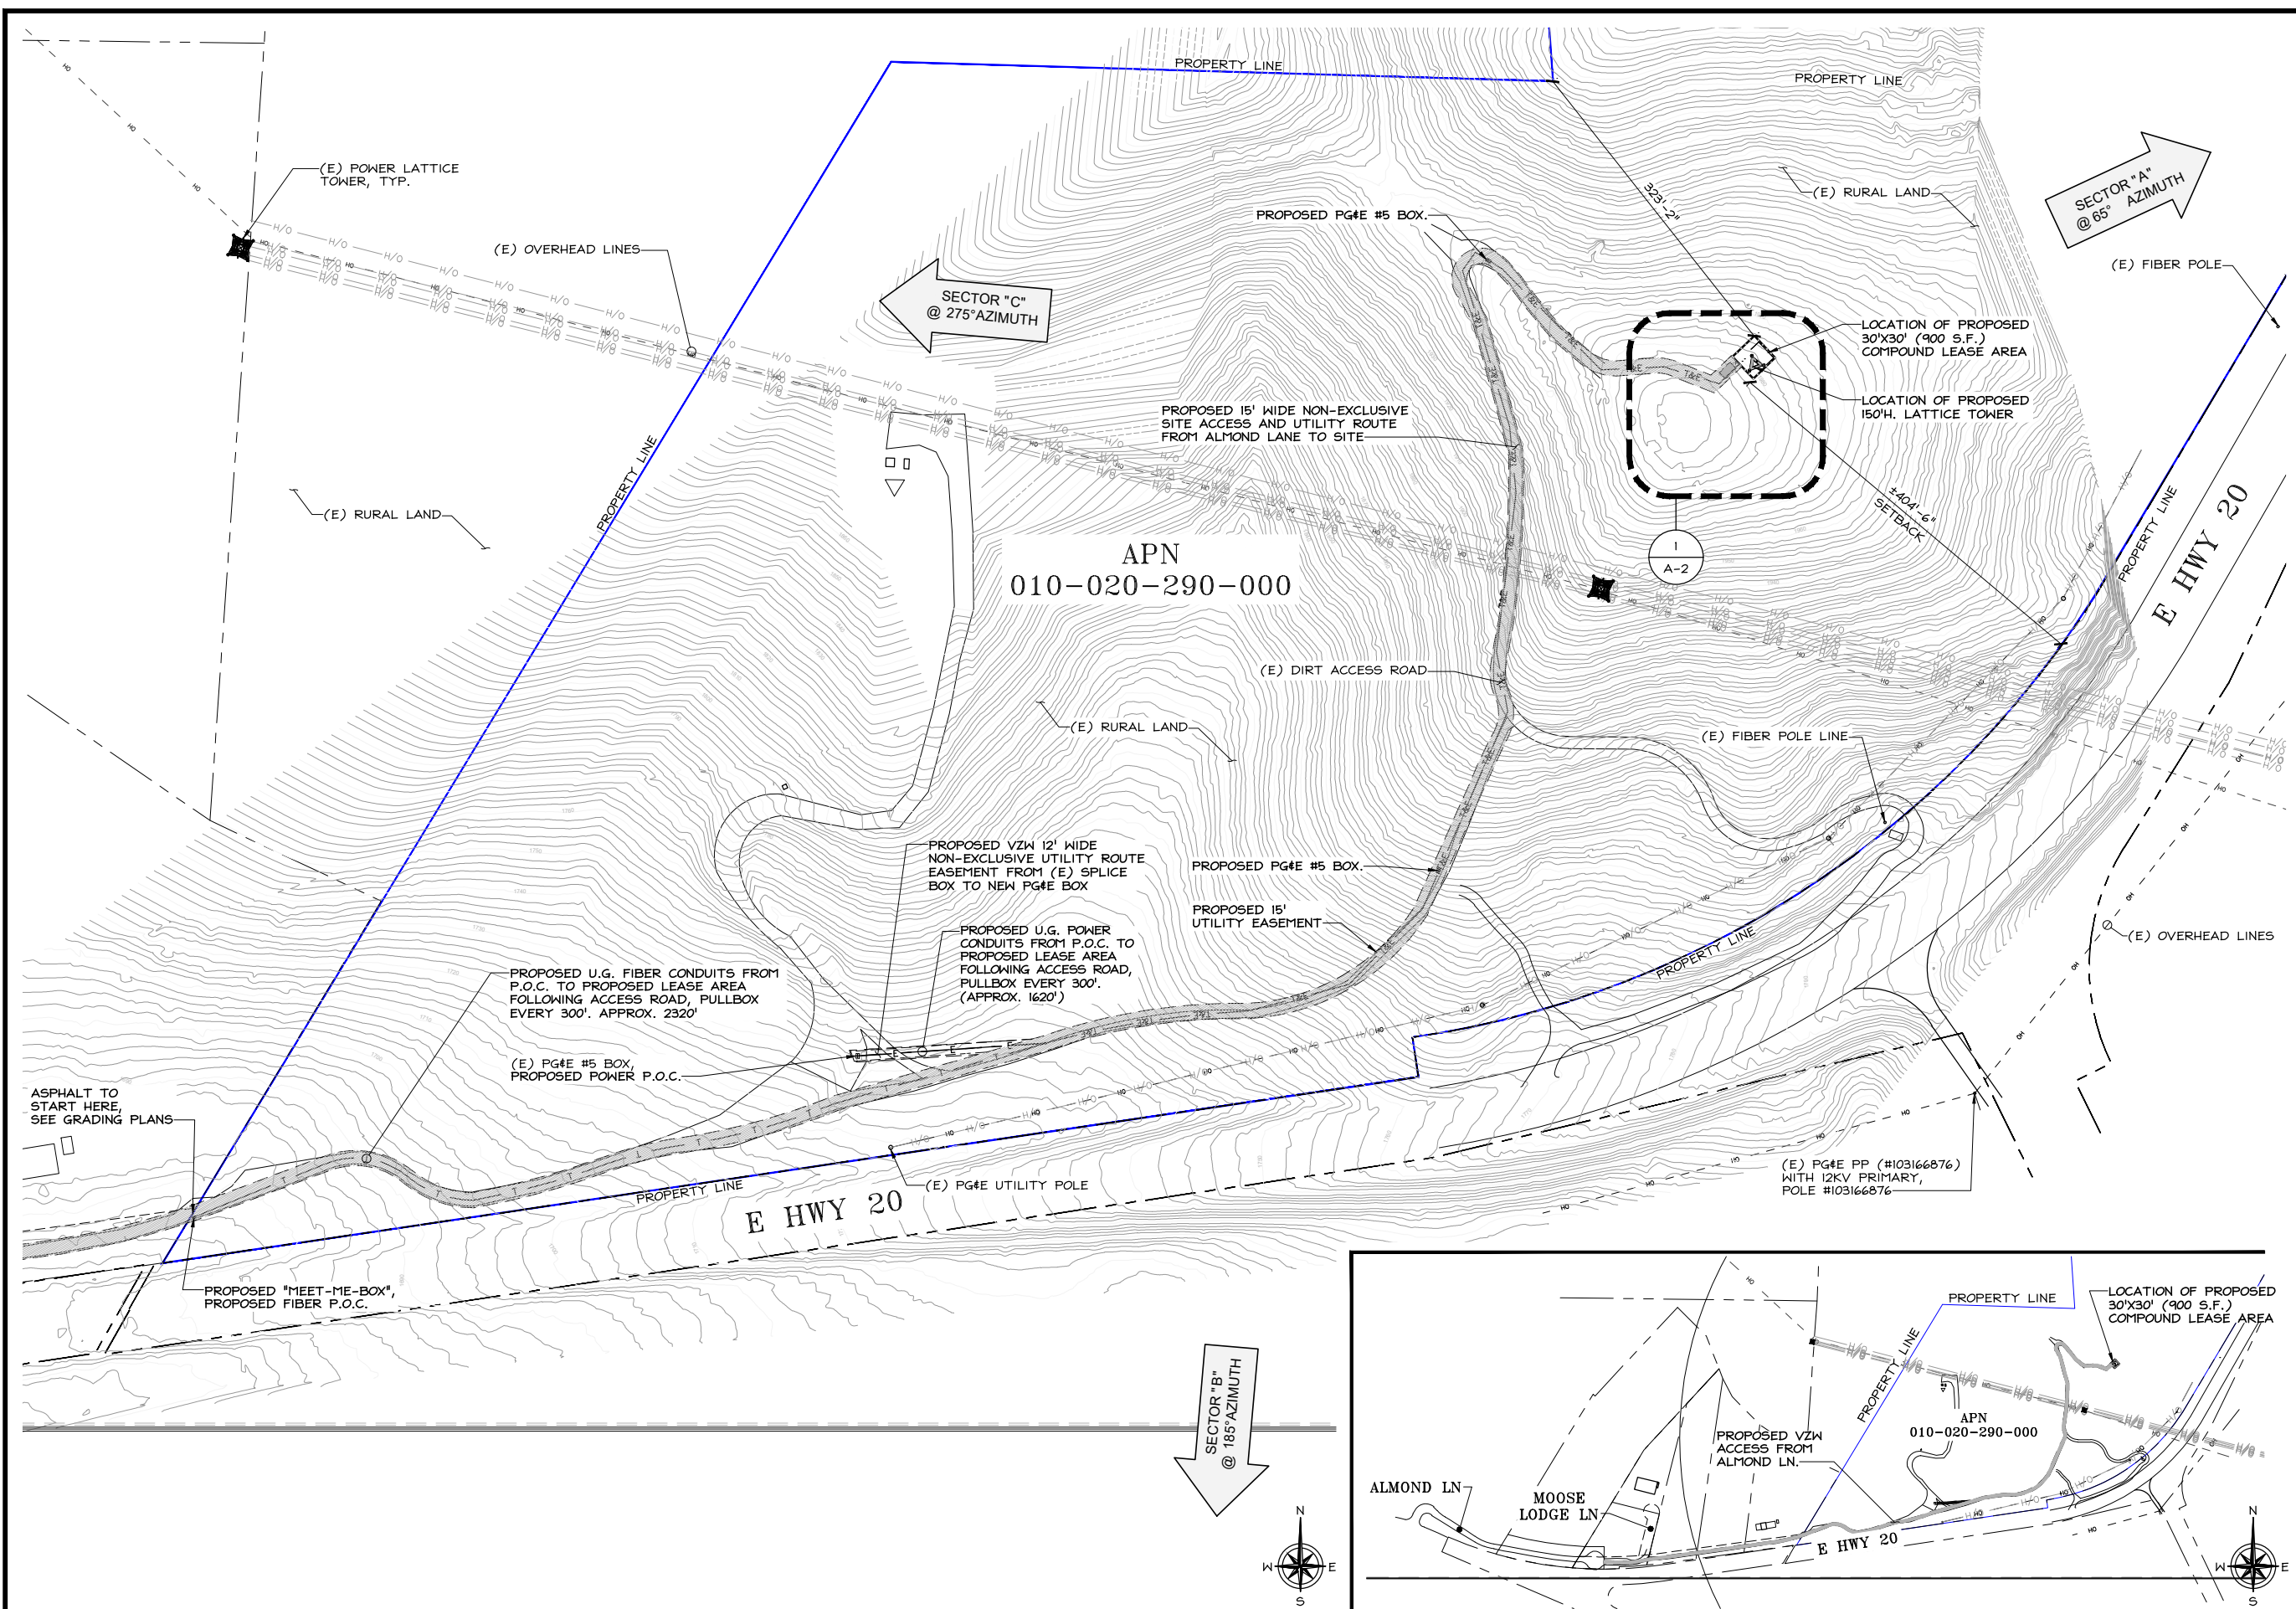 PROPERTY LINE
PROPERTY LINE
(E) POWER LATTICE
TOWER, TYP.
(E) OVERHEAD LINES
SECTOR "C"
@ 275°AZIMUTH
PROPOSED PG&E #5 BOX.
323'-2"
(E) RURAL LAND
SECTOR "A"
@ 65° AZIMUTH
(E) FIBER POLE
LOCATION OF PROPOSED
30'X30' (900 S.F.)
COMPOUND LEASE AREA
LOCATION OF PROPOSED
150'H. LATTICE TOWER
PROPOSED 15' WIDE NON-EXCLUSIVE
SITE ACCESS AND UTILITY ROUTE
FROM ALMOND LANE TO SITE
PROPERTY LINE
(E) RURAL LAND
APN
010-020-290-000
1
A-2
±404'-6"
SETBACK
PROPERTY LINE
E HWY 20
(E) DIRT ACCESS ROAD
(E) RURAL LAND
(E) FIBER POLE LINE
PROPOSED VZW 12' WIDE
NON-EXCLUSIVE UTILITY ROUTE
EASEMENT FROM (E) SPLICE
BOX TO NEW PG&E BOX
PROPOSED PG&E #5 BOX.
PROPOSED 15'
UTILITY EASEMENT
PROPOSED U.G. POWER
CONDUITS FROM P.O.C. TO
PROPOSED LEASE AREA
FOLLOWING ACCESS ROAD,
PULLBOX EVERY 300'.
(APPROX. 1620')
PROPERTY LINE
(E) OVERHEAD LINES
PROPOSED U.G. FIBER CONDUITS FROM
P.O.C. TO PROPOSED LEASE AREA
FOLLOWING ACCESS ROAD, PULLBOX
EVERY 300'. APPROX. 2320'
(E) PG&E #5 BOX,
PROPOSED POWER P.O.C.
ASPHALT TO
START HERE,
SEE GRADING PLANS
PROPERTY LINE
(E) PG&E UTILITY POLE
E HWY 20
(E) PG&E PP (#103166876)
WITH 12KV PRIMARY,
POLE #103166876
PROPOSED "MEET-ME-BOX",
PROPOSED FIBER P.O.C.
SECTOR "B"
@ 185°AZIMUTH
N
W
E
S
PROPERTY LINE
LOCATION OF PROPOSED
30'X30' (900 S.F.)
COMPOUND LEASE AREA
PROPERTY LINE
APN
010-020-290-000
PROPOSED VZW
ACCESS FROM
ALMOND LN.
ALMOND LN
MOOSE
LODGE LN
E HWY 20
N
W
E
S